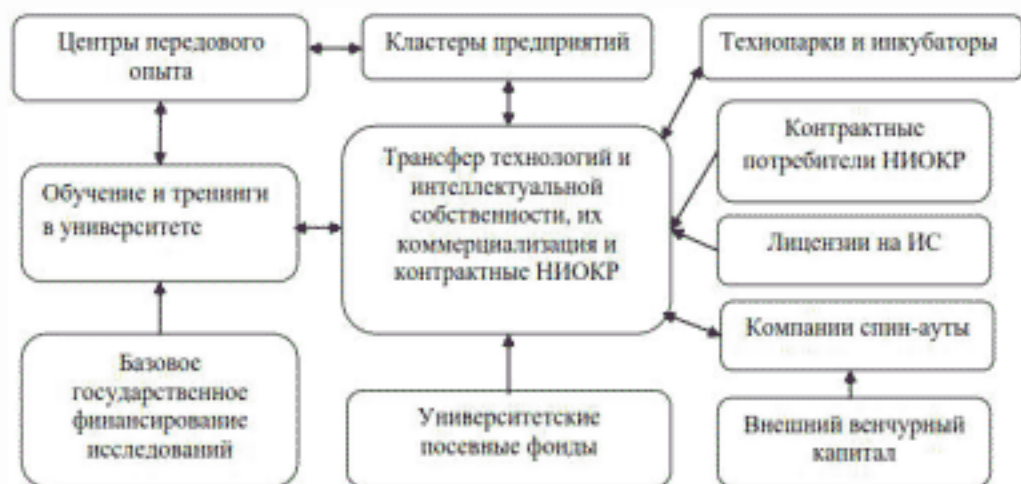 Центры передового
опыта
Кластеры предприятий
Технопарки и инкубаторы
Контрактные
потребители НИОКР
Обучение и тренинги
в университете
Трансфер технологий и
интеллектуальной
собственности, их
коммерциализация и
контрактные НИОКР
Лицензии на ИС
Компании спин-ауты
Базовое
государственное
финансирование
исследований
Университетские
посевные фонды
Внешний венчурный
капитал